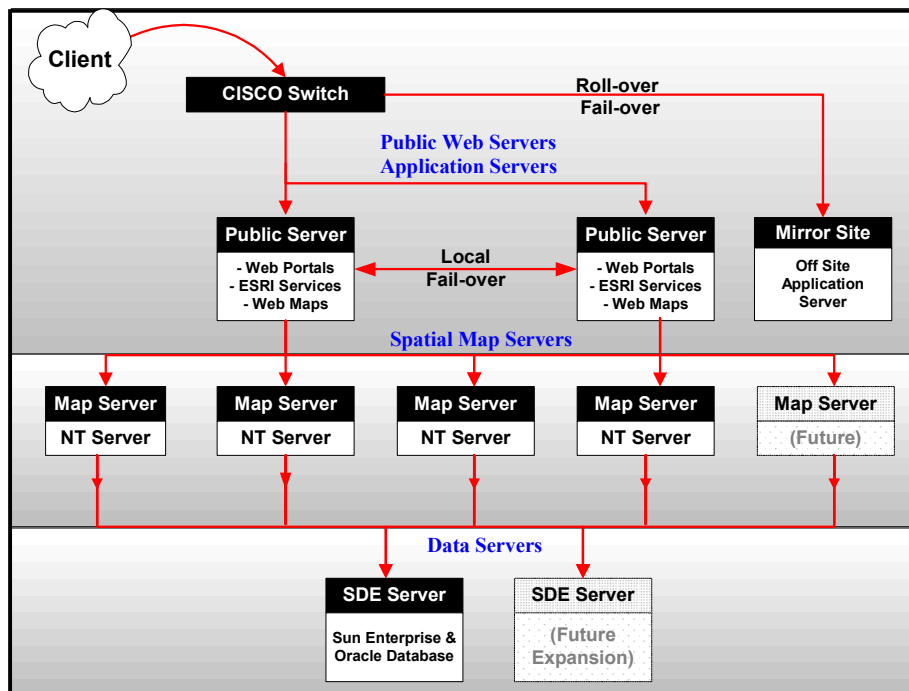 Client
CISCO Switch
Roll-over
Fail-over
Public Web Servers
Application Servers
Public Server
- Web Portals
- ESRI Services
- Web Maps
Local
Fail-over
Public Server
- Web Portals
- ESRI Services
- Web Maps
Mirror Site
Off Site
Application
Server
Spatial Map Servers
Map Server
NT Server
Map Server
NT Server
Map Server
NT Server
Map Server
NT Server
Map Server
(Future)
Data Servers
SDE Server
Sun Enterprise &
Oracle Database
SDE Server
(Future
Expansion)